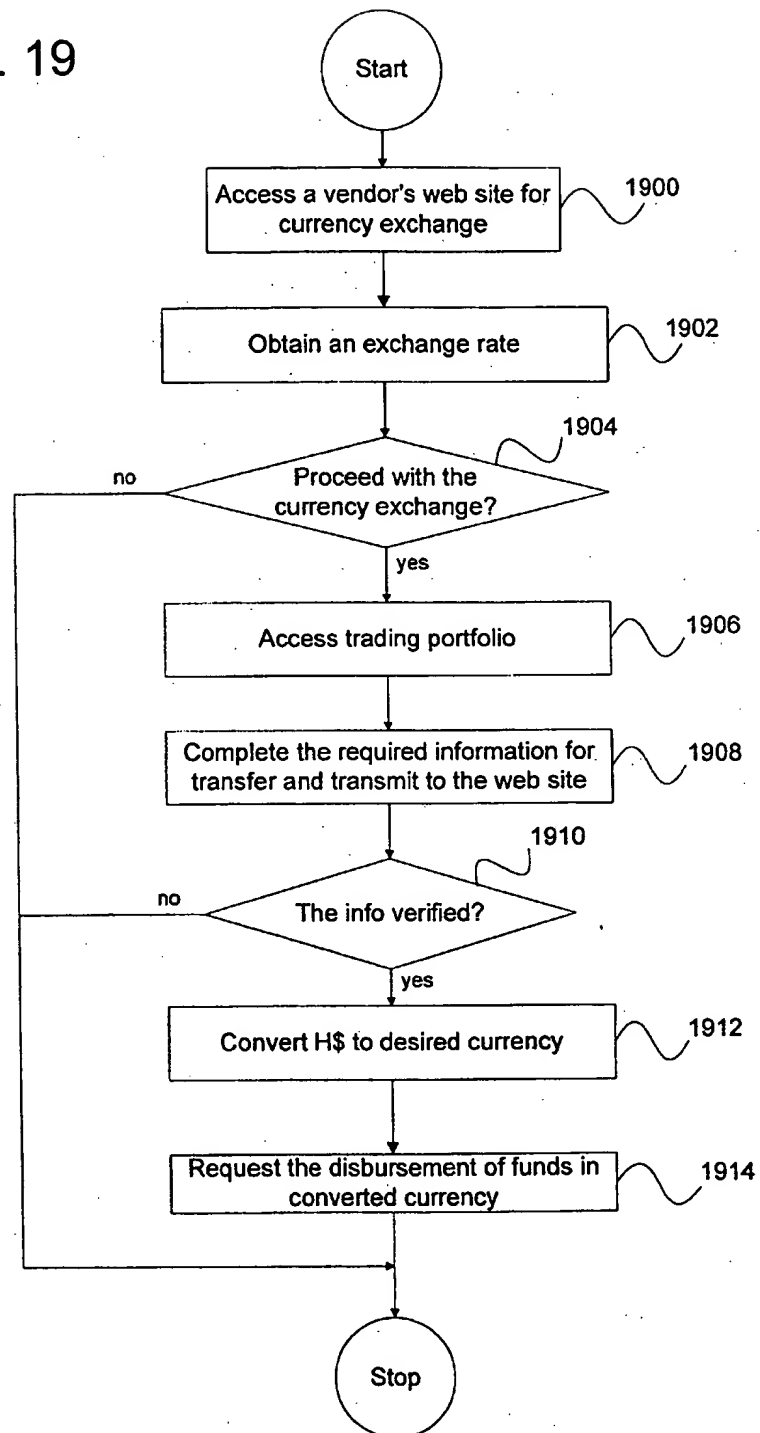 . 19
Start
Access a vendor's web site for
currency exchange
1900
Obtain an exchange rate
1902
1904
Proceed with the
currency exchange?
no
yes
Access trading portfolio
1906
Complete the required information for
transfer and transmit to the web site
1908
1910
The info verified?
no
yes
Convert H$ to desired currency
1912
Request the disbursement of funds in
converted currency
1914
Stop